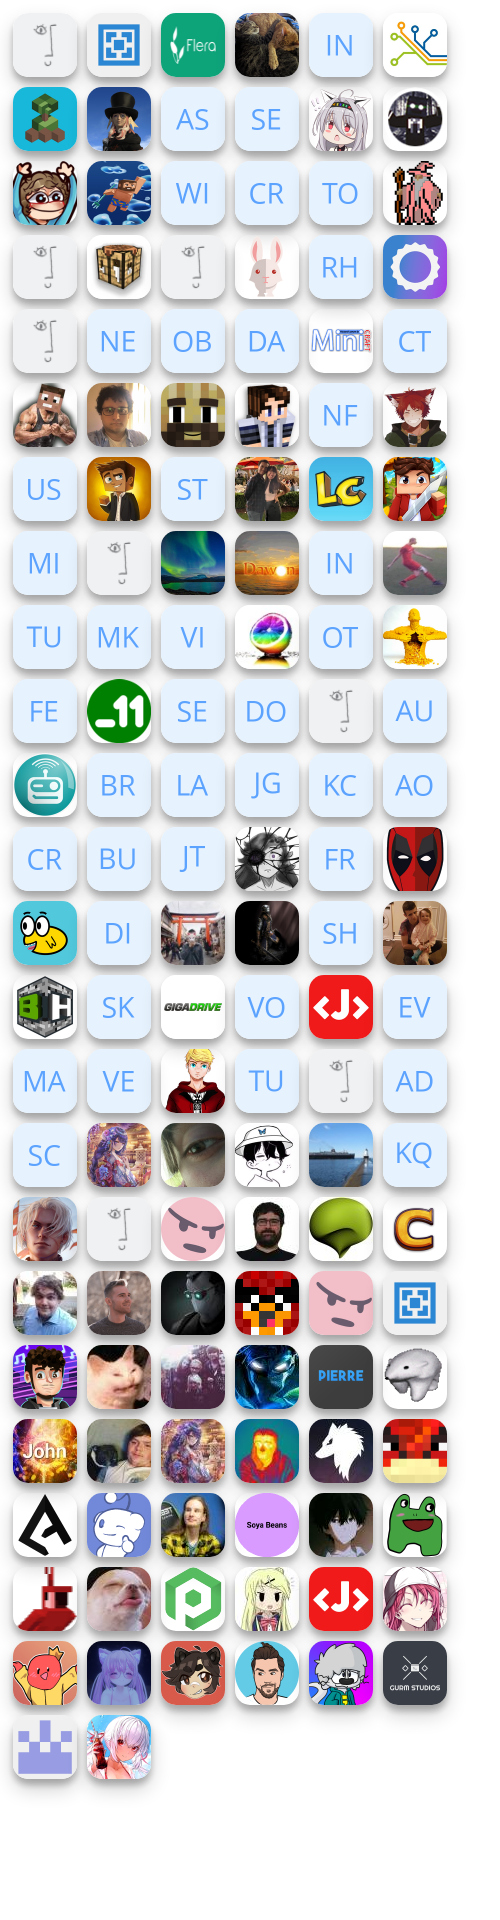 Flera IN
AS SE
WI CR TO
RH
NE OB DA Mini CRAFT CT
NF
US ST LC
MI Dawn IN
TU MK VI OT
FE _11 SE DO AU
BR LA JG KC AO
CR BU JT FR
DI SH
BH SK GIGADRIVE VO <J> EV
MA VE TU AD
SC KQ
C
PIERRE
John
Soya Beans
<J>
GURM STUDIOS